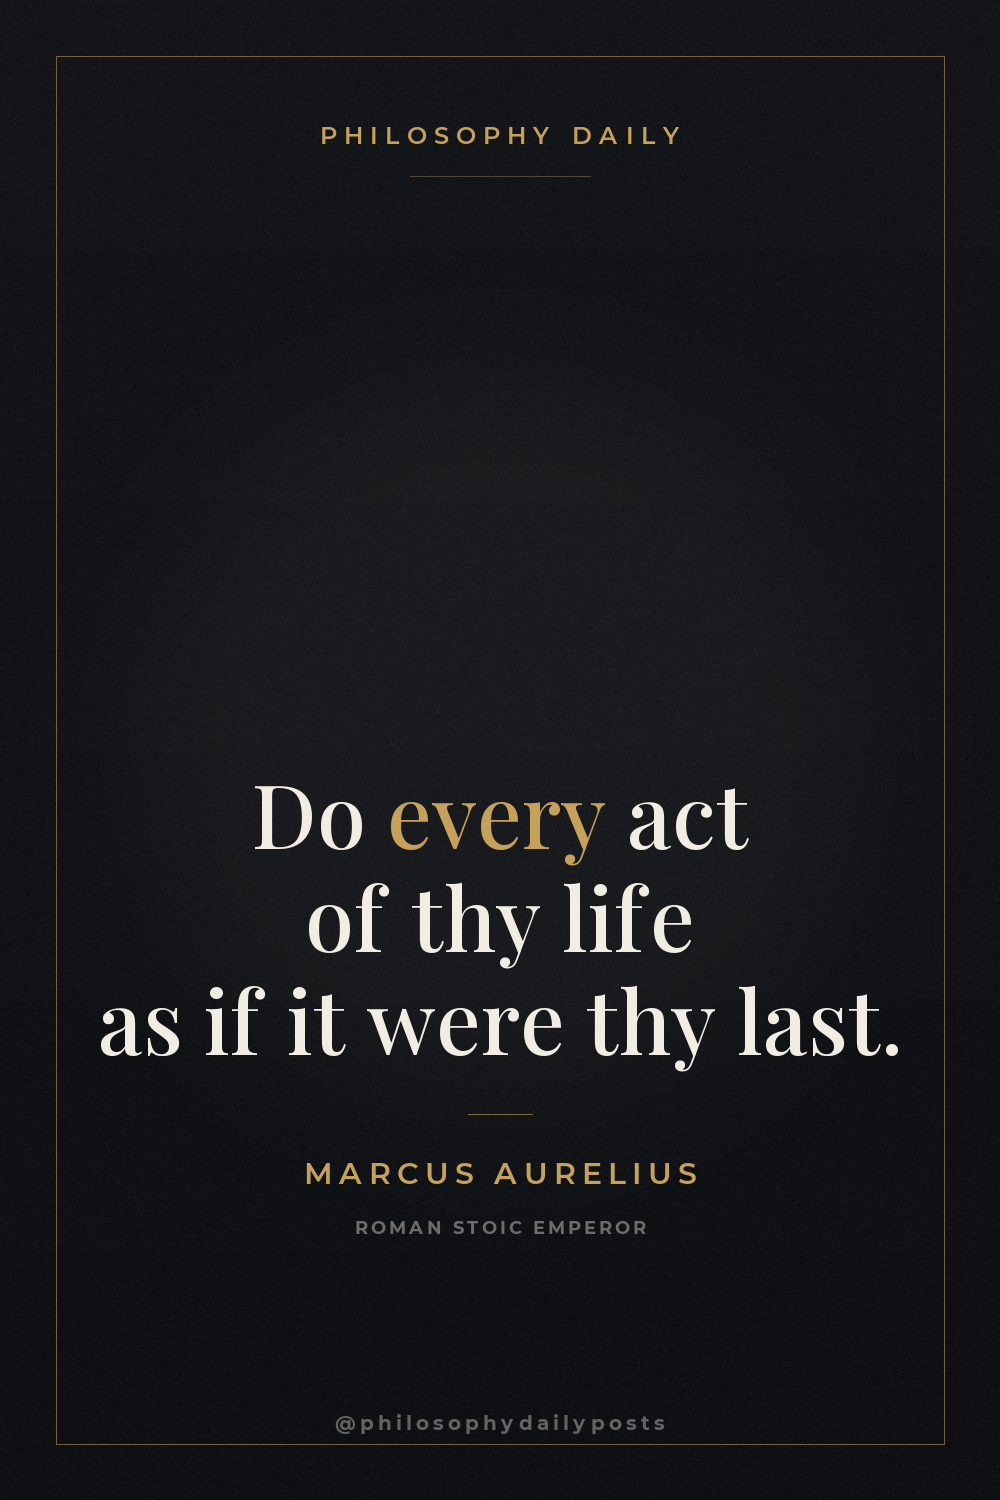 PHILOSOPHY DAILY
Do every act
of thy life
as if it were thy last.
MARCUS AURELIUS
ROMAN STOIC EMPEROR
@philosophydailyposts